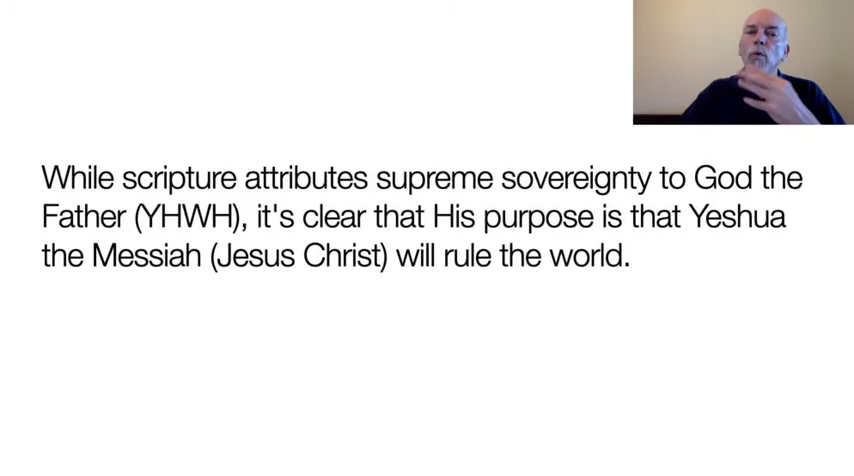 While scripture attributes supreme sovereignty to God the
Father (YHWH), it's clear that His purpose is that Yeshua
the Messiah (Jesus Christ) will rule the world.